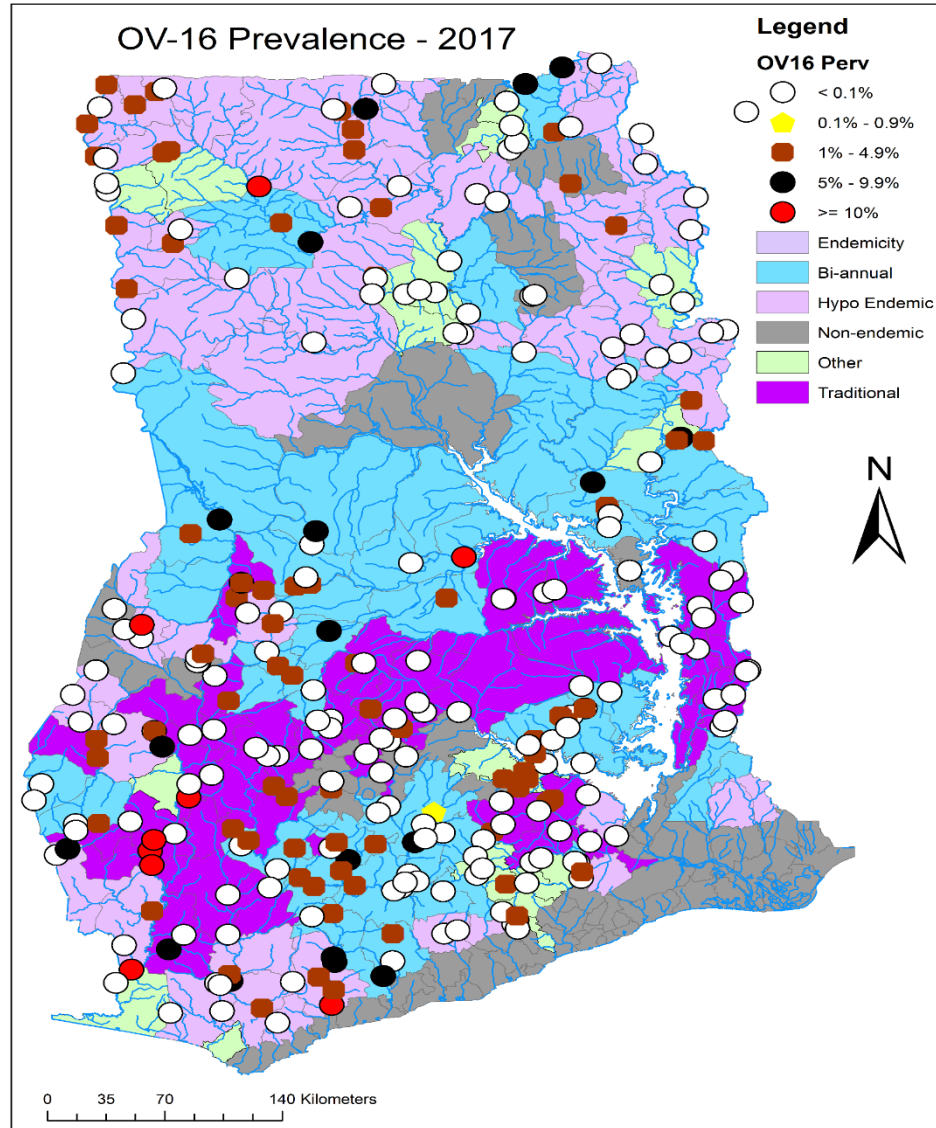 OV-16 Prevalence - 2017
Legend
OV16 Perv
< 0.1%
0.1% - 0.9%
1% - 4.9%
5% - 9.9%
>= 10%
Endemicity
Bi-annual
Hypo Endemic
Non-endemic
Other
Traditional
N
0 35 70 140 Kilometers